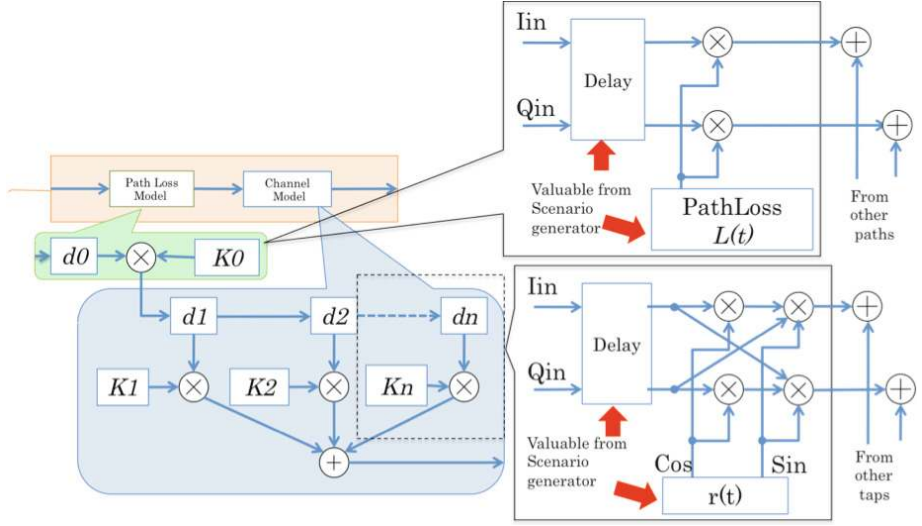 Path Loss
Model
Channel
Model
d0
K0
d1
d2
dn
K1
K2
Kn
Iin
Qin
Delay
Valuable from
Scenario
generator
PathLoss
L(t)
From
other
paths
Iin
Qin
Delay
Valuable from
Scenario
generator
Cos
Sin
r(t)
From
other
taps